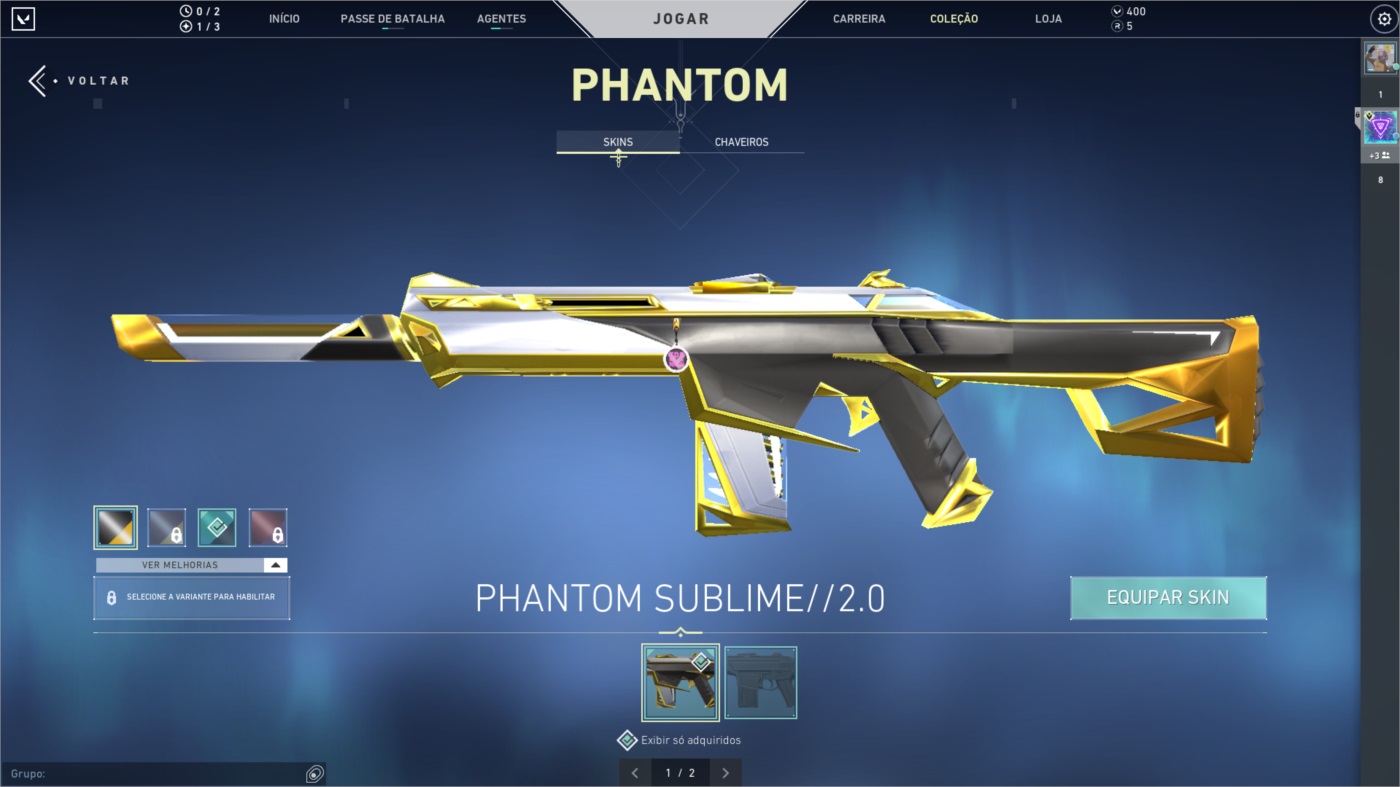 0 / 2
1 / 3
INÍCIO
PASSE DE BATALHA
AGENTES
JOGAR
CARREIRA
COLEÇÃO
LOJA
400
5
VOLTAR
PHANTOM
SKINS
CHAVEIROS
1
+3
8
VER MELHORIAS
SELECIONE A VARIANTE PARA HABILITAR
PHANTOM SUBLIME//2.0
EQUIPAR SKIN
Exibir só adquiridos
1 / 2
Grupo: